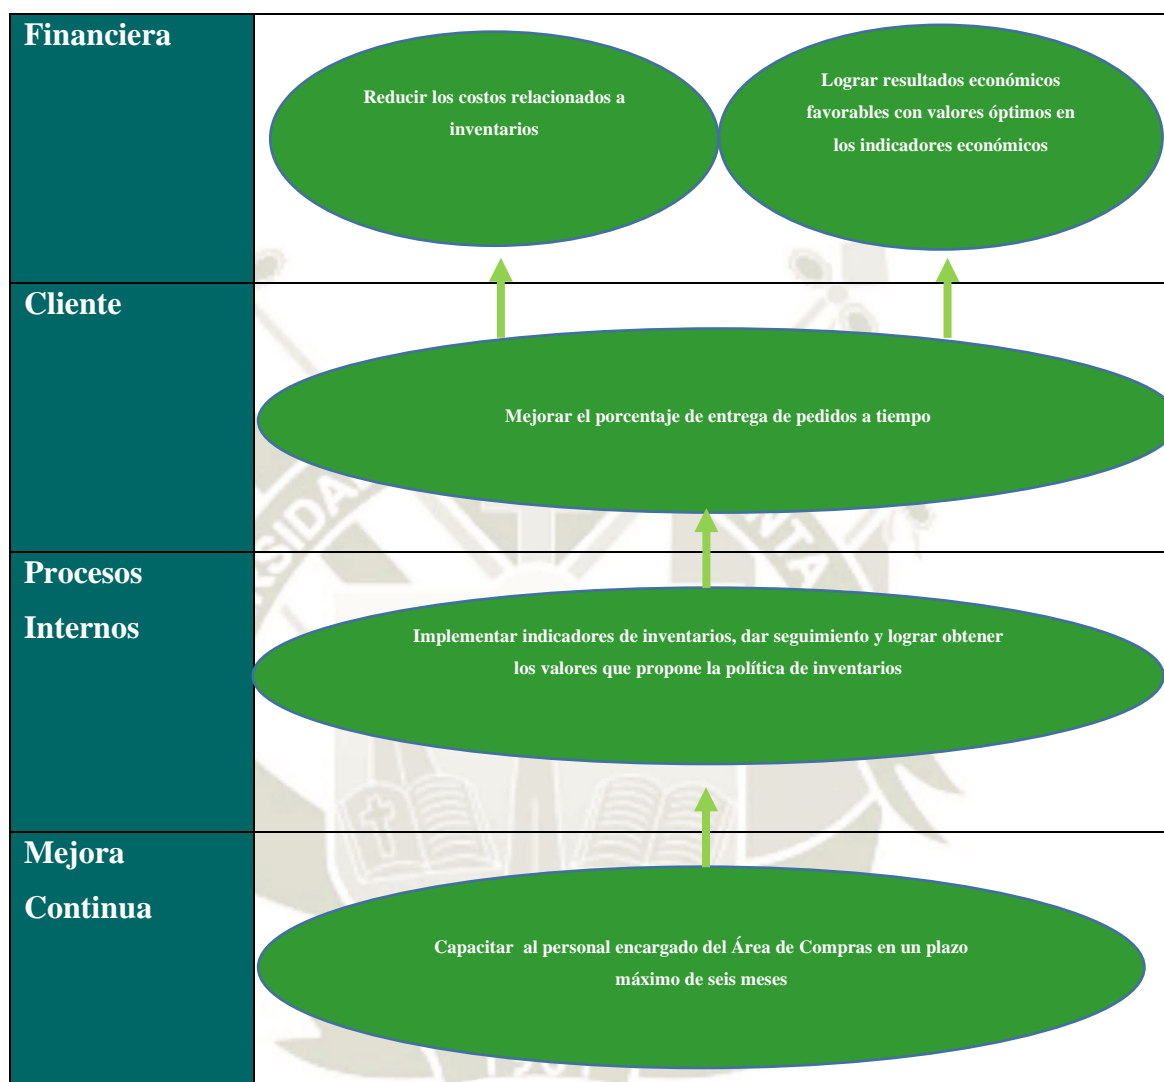 Financiera
Reducir los costos relacionados a
inventarios
Lograr resultados económicos
favorables con valores óptimos en
los indicadores económicos
Cliente
Mejorar el porcentaje de entrega de pedidos a tiempo
Procesos
Internos
Implementar indicadores de inventarios, dar seguimiento y lograr obtener
los valores que propone la política de inventarios
Mejora
Continua
Capacitar al personal encargado del Área de Compras en un plazo
máximo de seis meses